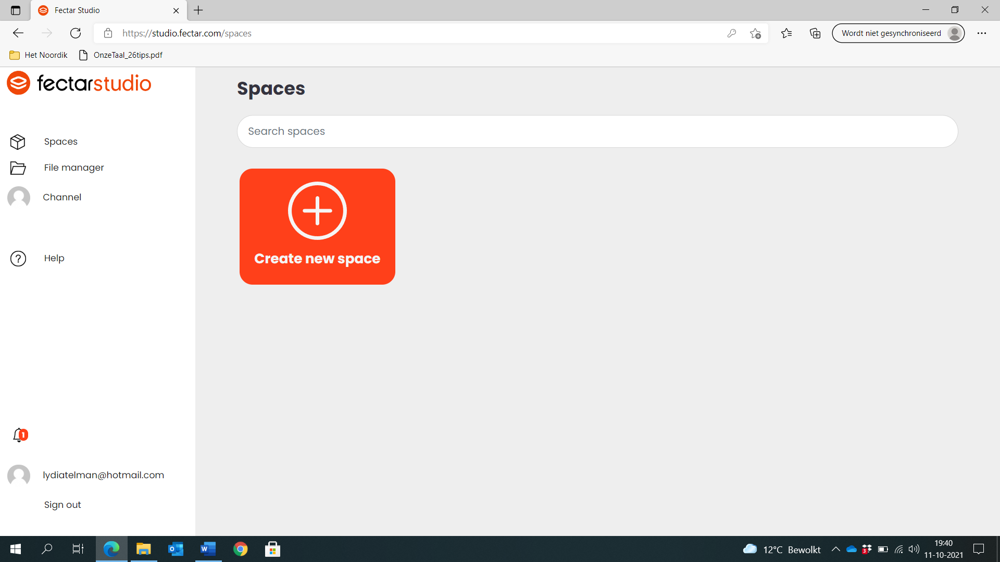 Fectar Studio
https://studio.fectar.com/spaces
Wordt niet gesynchroniseerd
Het Noordik
OnzeTaal_26tips.pdf
fectarstudio
Spaces
File manager
Channel
Help
1
lydiatelman@hotmail.com
Sign out
Spaces
Search spaces
Create new space
12°C Bewolkt
3
19:40
11-10-2021